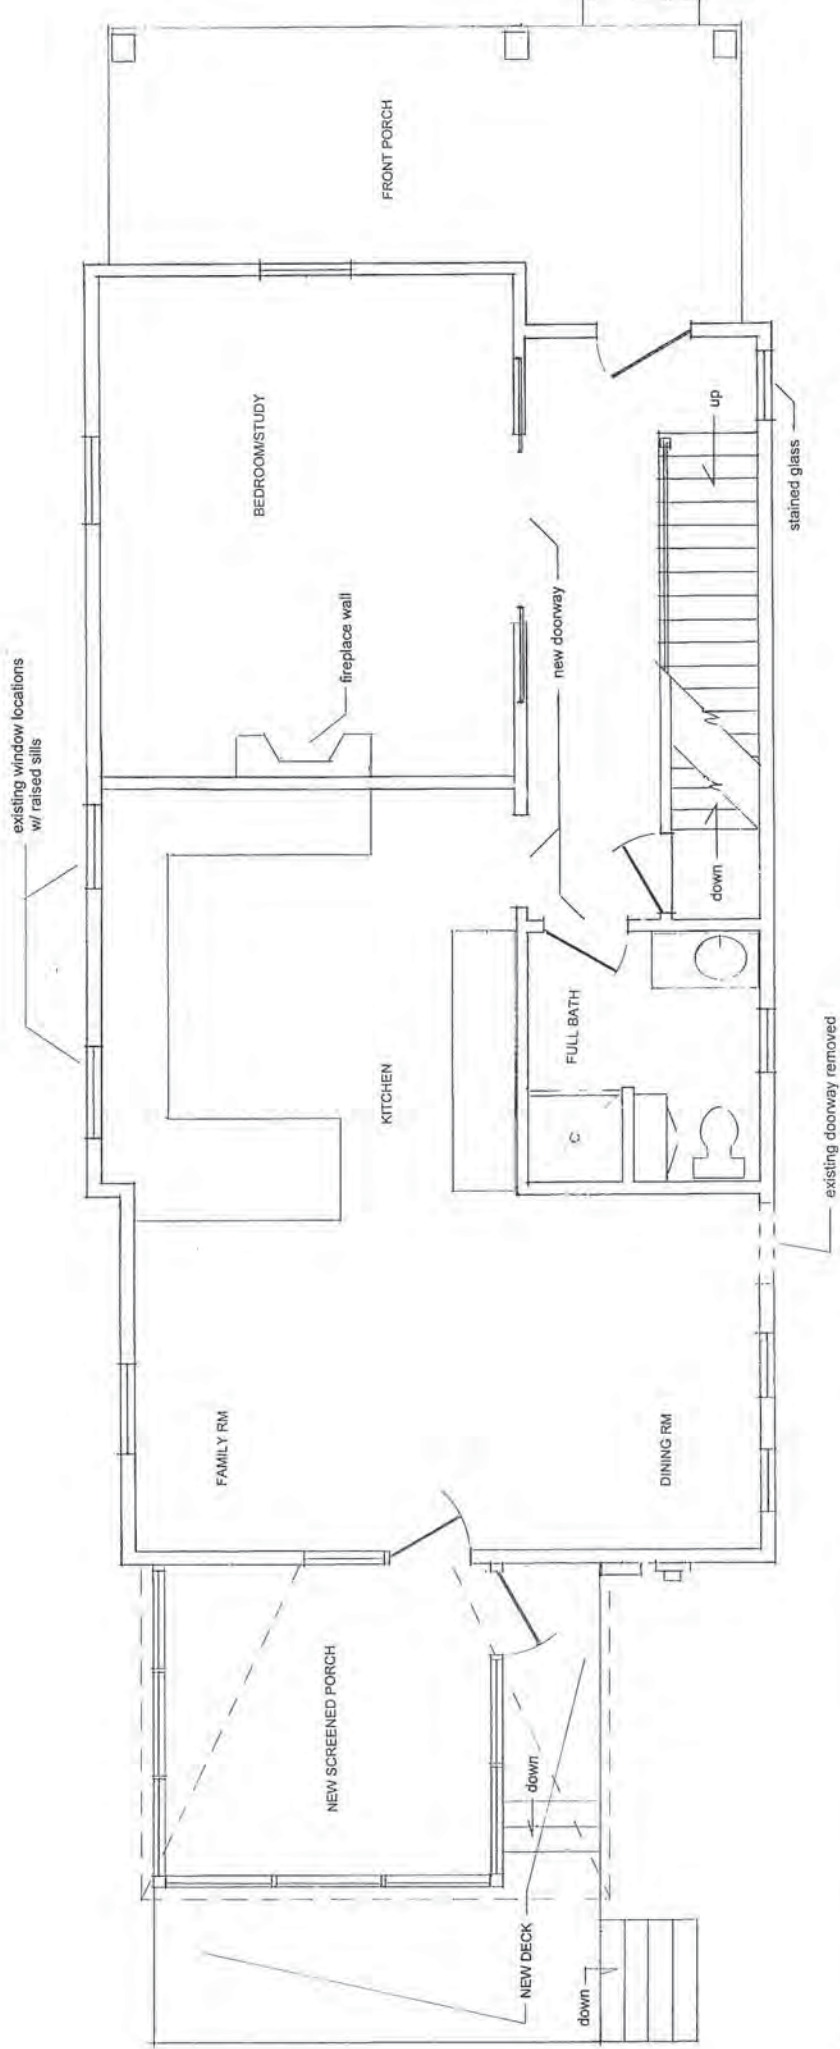 existing window locations
w/ raised sills
FRONT PORCH
BEDROOM/STUDY
fireplace wall
new doorway
up
stained glass
down
KITCHEN
FULL BATH
existing doorway removed
FAMILY RM
DINING RM
NEW SCREENED PORCH
down
NEW DECK
down